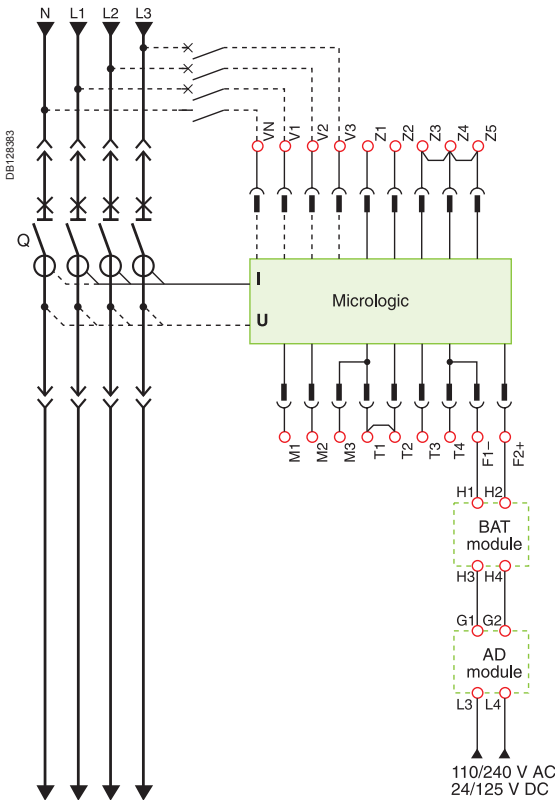 N L1 L2 L3
DB128383
VN V1 V2 V3 Z1 Z2 Z3 Z4 Z5
Q
I
U
Micrologic
M1 M2 M3 T1 T2 T3 T4 F1− F2+
H1 H2
BAT
module
H3 H4
G1 G2
AD
module
L3 L4
110/240 V AC
24/125 V DC